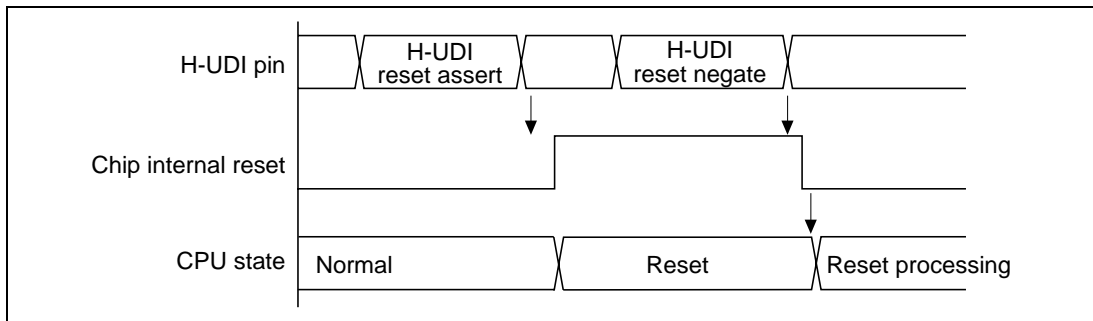 H-UDI pin
H-UDI
reset assert
H-UDI
reset negate
Chip internal reset
CPU state
Normal
Reset
Reset processing